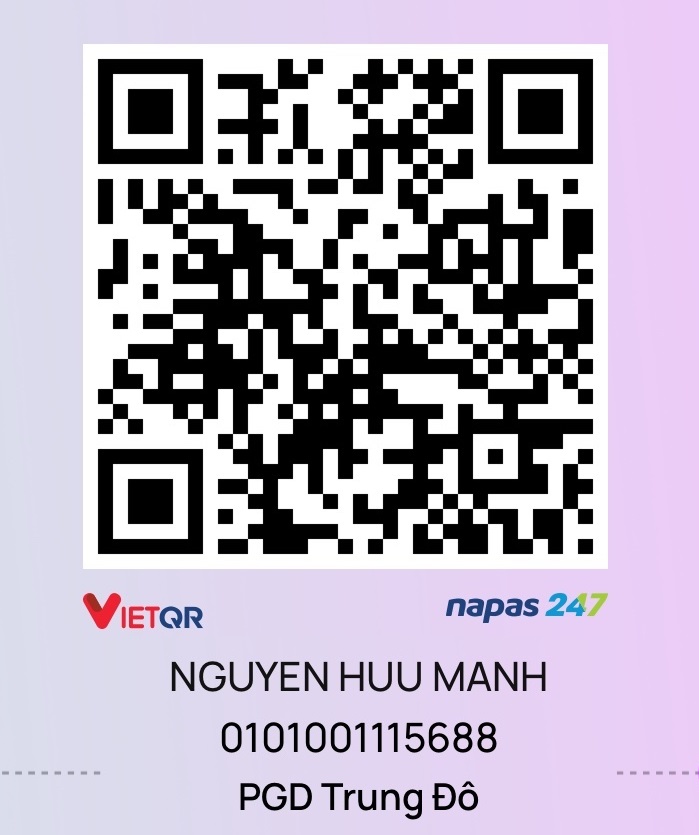 VIETQR napas 247
NGUYEN HUU MANH
0101001115688
PGD Trung Đô